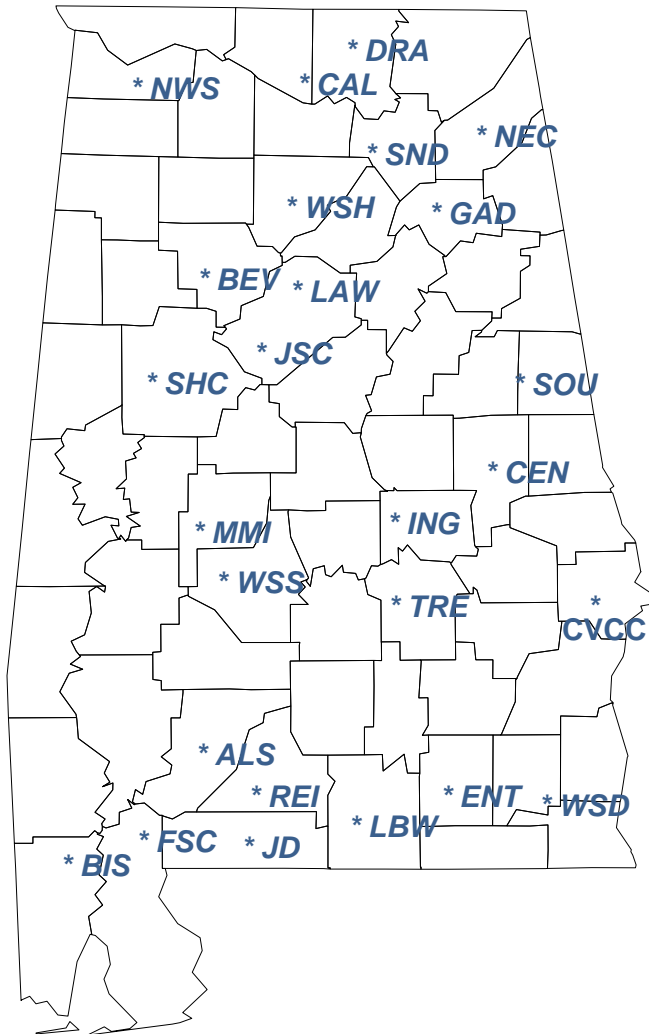 * DRA
* NWS
* CAL
* NEC
* SND
* WSH
* GAD
* BEV
* LAW
* JSC
* SHC
* SOU
* CEN
* MMI
* ING
* WSS
* TRE
*
CVCC
* ALS
* REI
* ENT
* WSD
* LBW
* FSC
* JD
* BIS